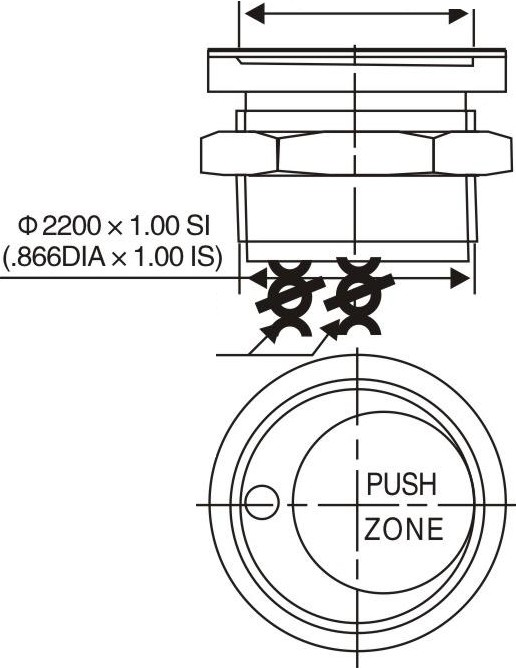 Φ 2200 × 1.00 SI
(.866DIA × 1.00 IS)
PUSH
ZONE